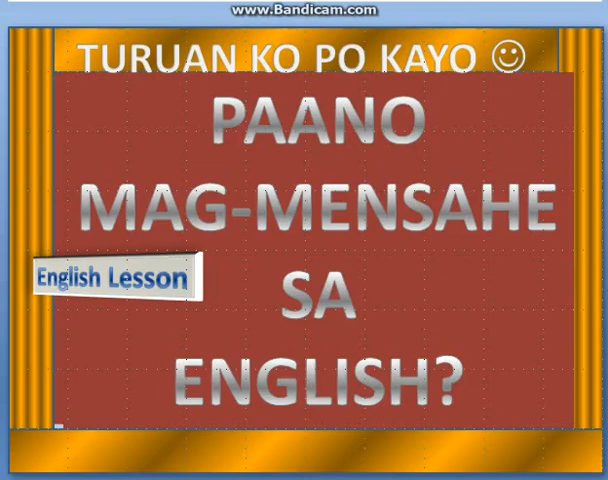 www.Bandicam.com
TURUAN KO PO KAYO ☺
PAANO
MAG-MENSAHE
SA
ENGLISH?
English Lesson